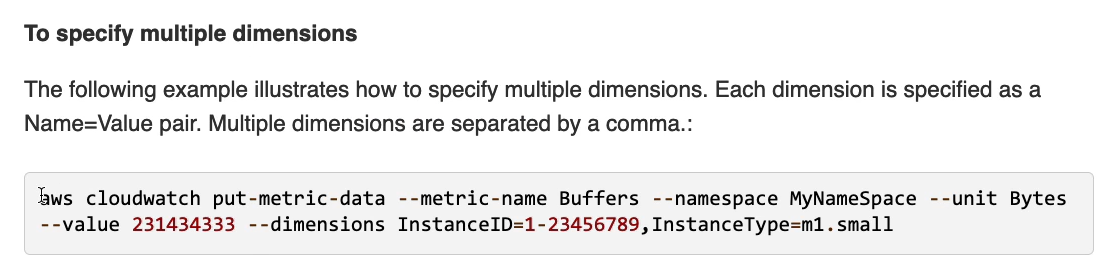 To specify multiple dimensions
The following example illustrates how to specify multiple dimensions. Each dimension is specified as a
Name=Value pair. Multiple dimensions are separated by a comma.:
aws cloudwatch put-metric-data --metric-name Buffers --namespace MyNameSpace --unit Bytes
--value 231434333 --dimensions InstanceID=1-23456789,InstanceType=m1.small